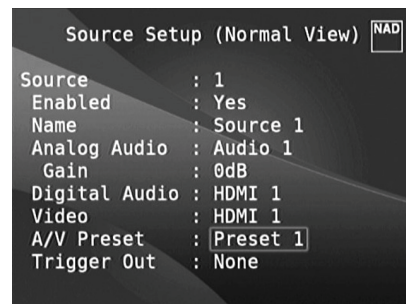 Source Setup (Normal View) NAD
Source : 1
Enabled : Yes
Name : Source 1
Analog Audio : Audio 1
Gain : 0dB
Digital Audio : HDMI 1
Video : HDMI 1
A/V Preset : Preset 1
Trigger Out : None